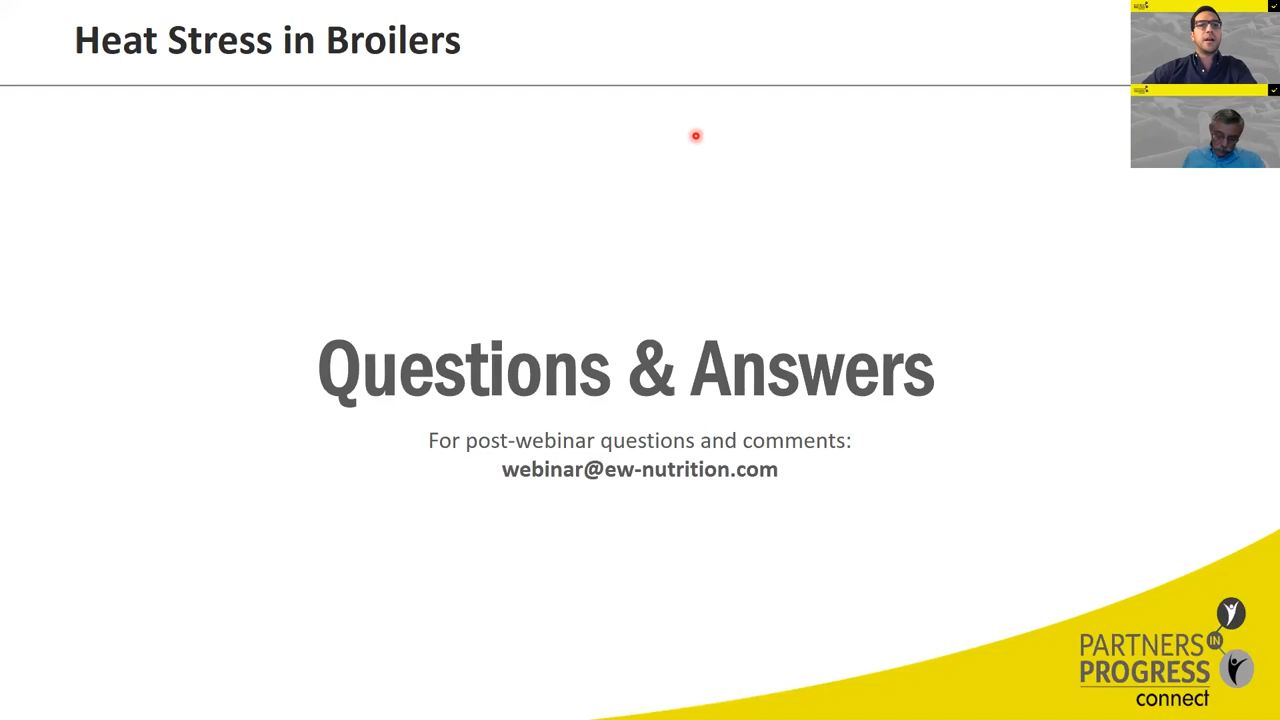 Heat Stress in Broilers
Questions & Answers
For post-webinar questions and comments:
webinar@ew-nutrition.com
PARTNERS
IN
PROGRESS
connect